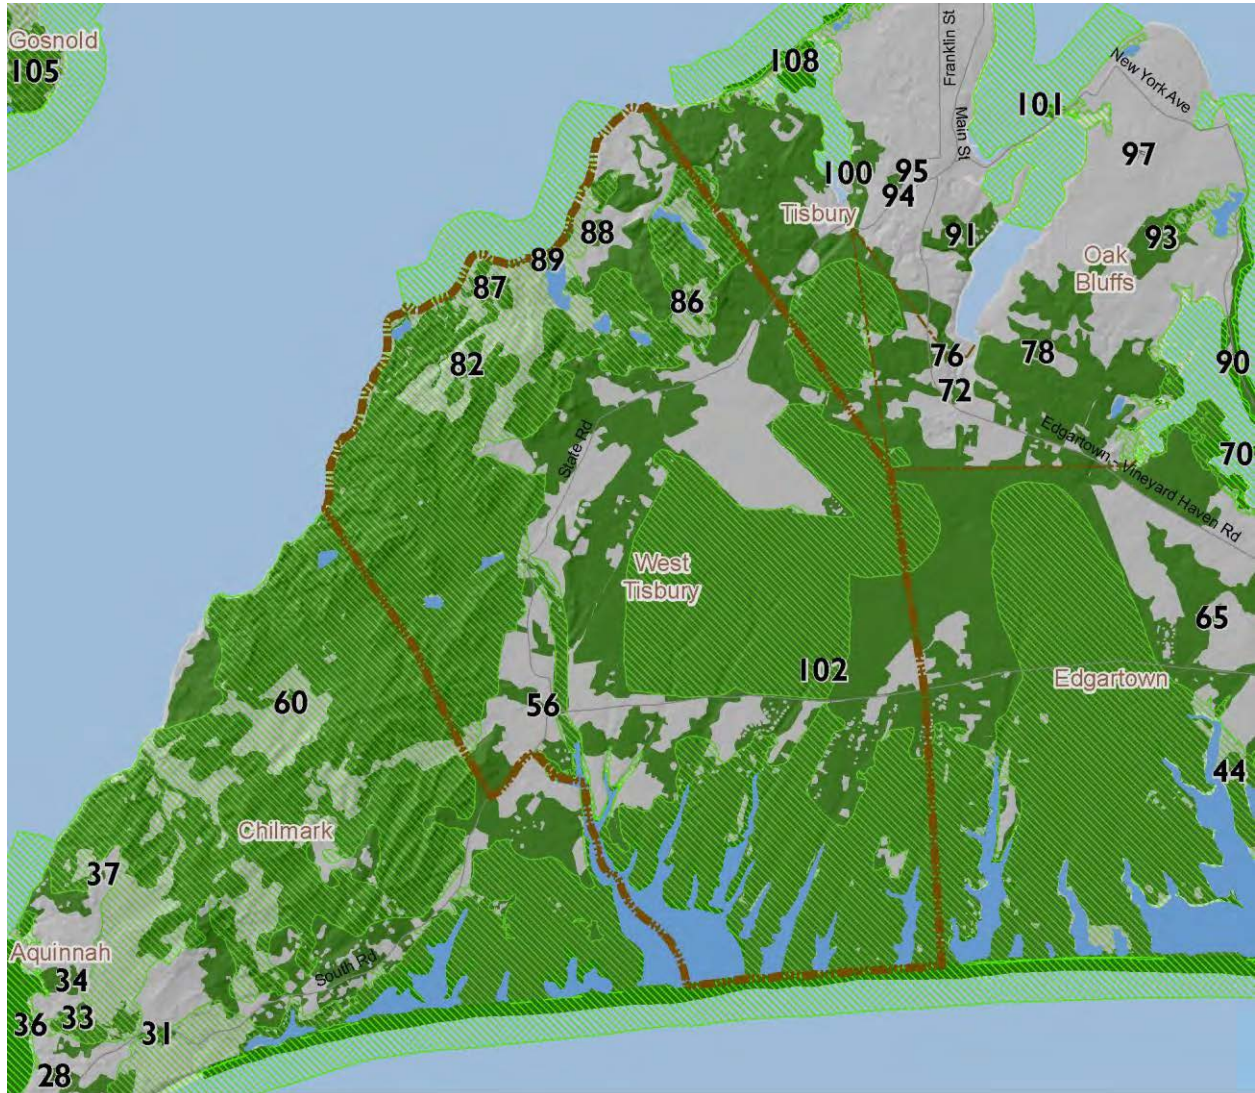 Gosnold
105
108
Franklin St
Main St
101
New York Ave
97
100
95
94
Tisbury
91
93
Oak
Bluffs
88
89
87
86
82
76
72
78
90
70
State Rd
Edgartown - Vineyard Haven Rd
West
Tisbury
65
102
Edgartown
60
56
44
Chilmark
37
Aquinnah
34
South Rd
36
33
31
28